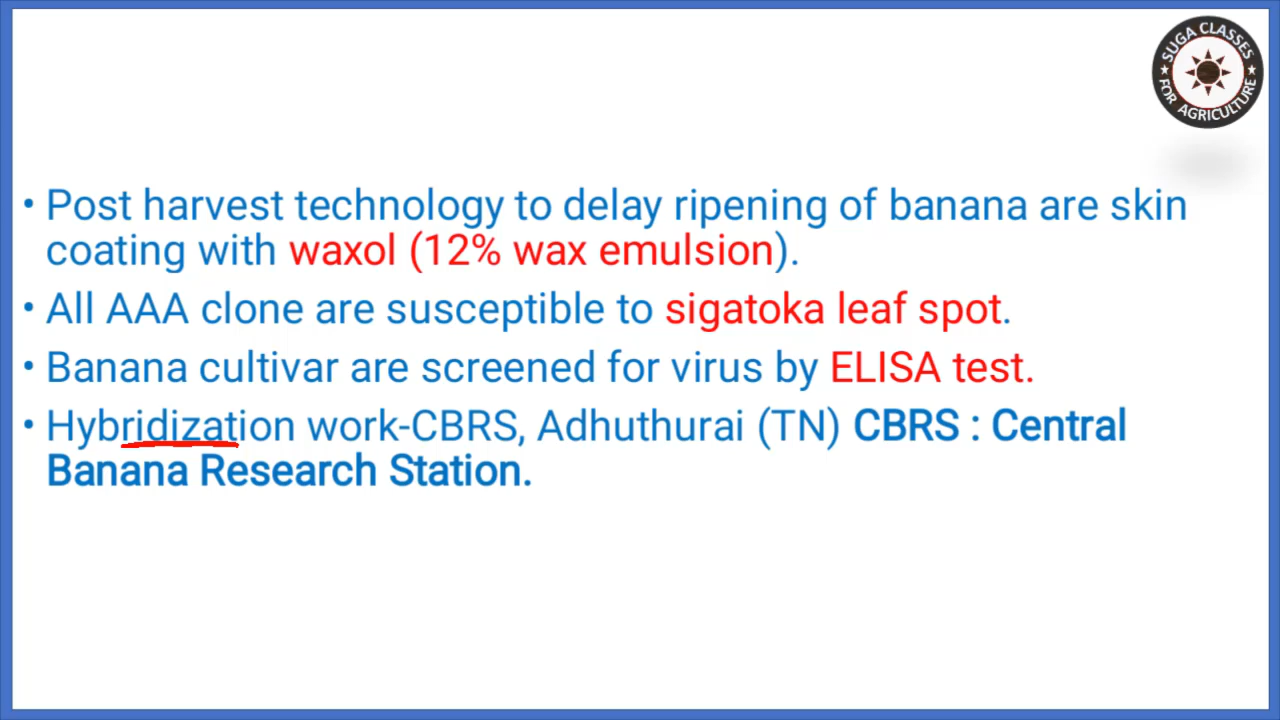 SUGA CLASSES
FOR AGRICULTURE
• Post harvest technology to delay ripening of banana are skin
coating with waxol (12% wax emulsion).
• All AAA clone are susceptible to sigatoka leaf spot.
• Banana cultivar are screened for virus by ELISA test.
• Hybridization work-CBRS, Adhuthurai (TN) CBRS : Central
Banana Research Station.